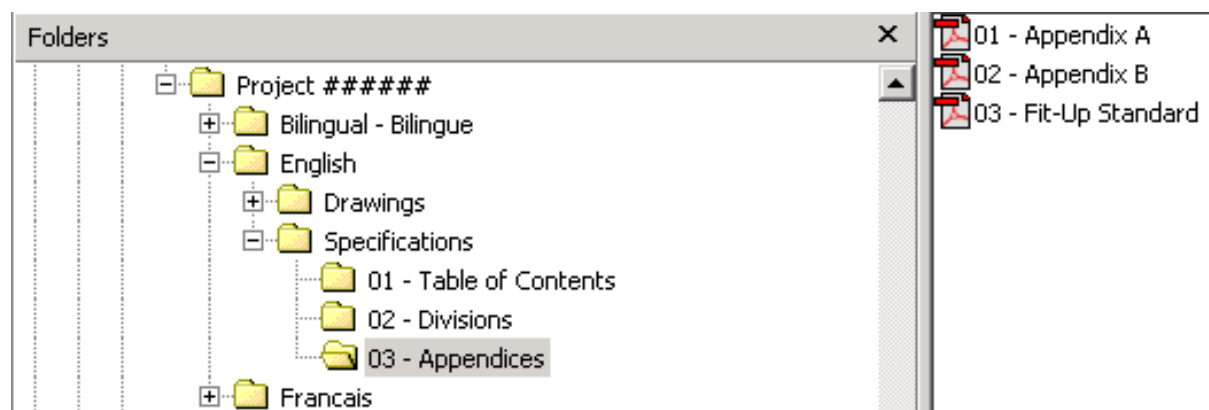 Folders
Project ######
Bilingual - Bilingue
English
Drawings
Specifications
01 - Table of Contents
02 - Divisions
03 - Appendices
Francais
01 - Appendix A
02 - Appendix B
03 - Fit-Up Standard